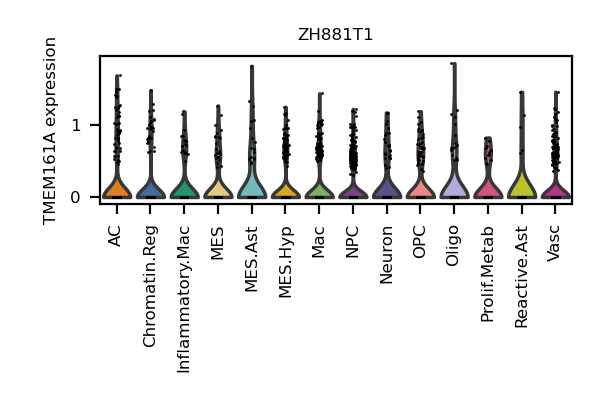 ZH881T1
TMEM161A expression
1
0
AC
Chromatin.Reg
Inflammatory.Mac
MES
MES.Ast
MES.Hyp
Mac
NPC
Neuron
OPC
Oligo
Prolif.Metab
Reactive.Ast
Vasc